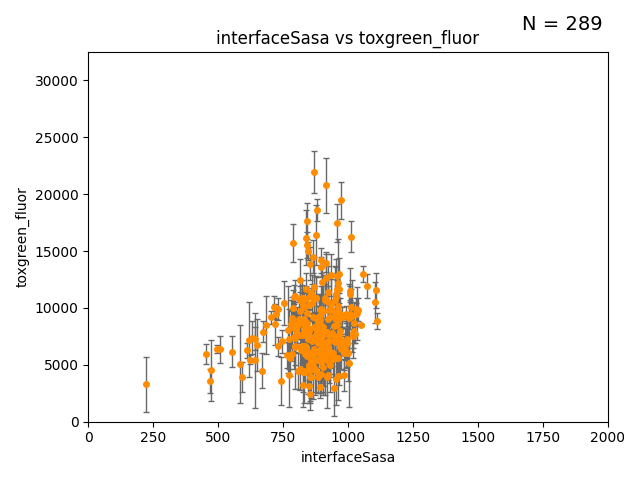 N = 289
interfaceSasa vs toxgreen_fluor
toxgreen_fluor
30000
25000
20000
15000
10000
5000
0
0 250 500 750 1000 1250 1500 1750 2000
interfaceSasa